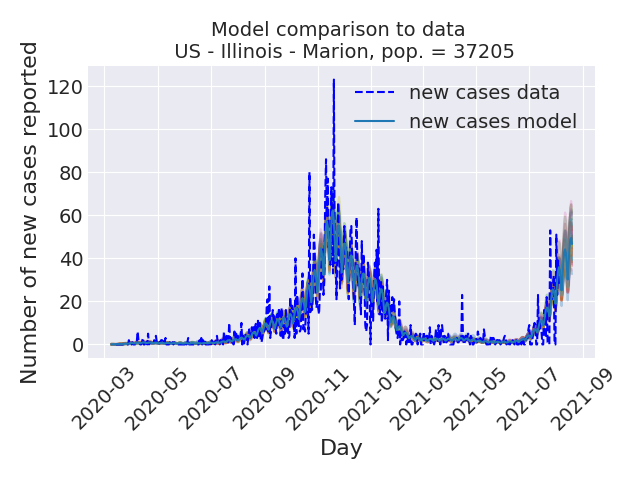 Model comparison to data
US - Illinois - Marion, pop. = 37205
Number of new cases reported
120
100
80
60
40
20
0
new cases data
new cases model
2020-03
2020-05
2020-07
2020-09
2020-11
2021-01
2021-03
2021-05
2021-07
2021-09
Day